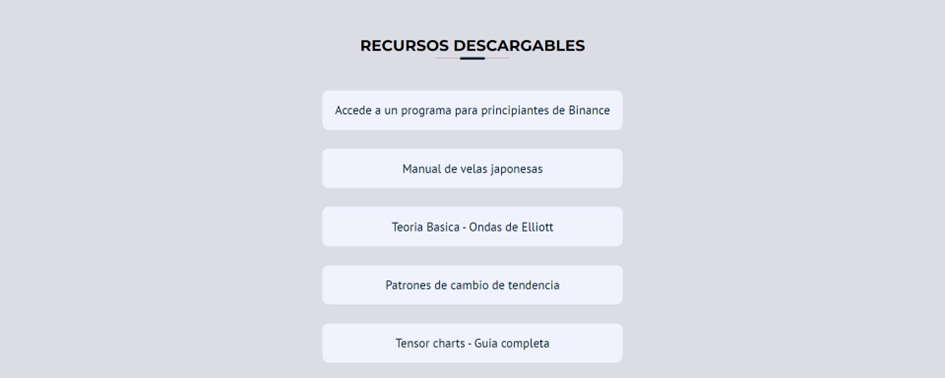 RECURSOS DESCARGABLES
Accede a un programa para principiantes de Binance
Manual de velas japonesas
Teoria Basica - Ondas de Elliott
Patrones de cambio de tendencia
Tensor charts - Guia completa